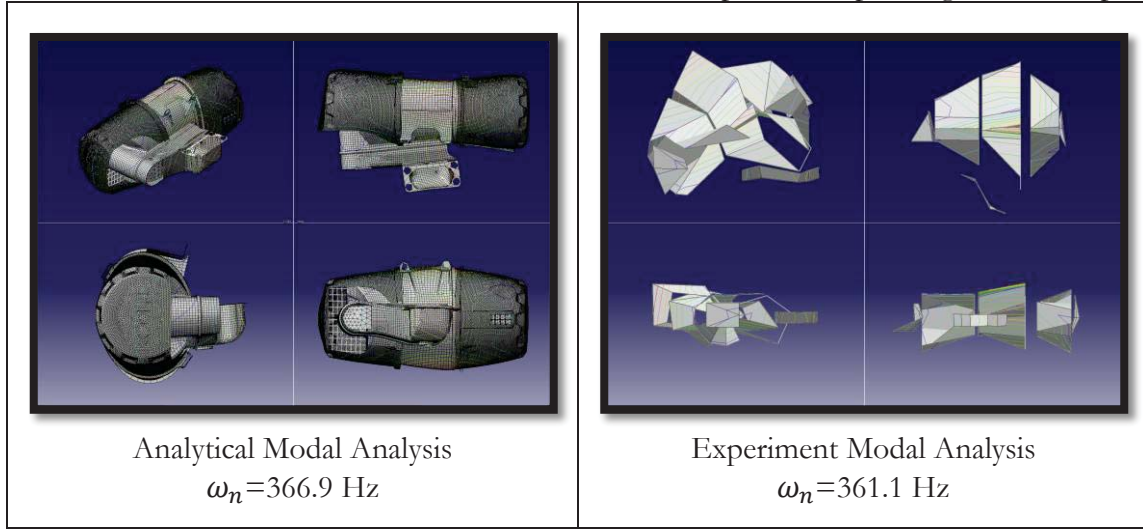 Analytical Modal Analysis
𝜔ₙ=366.9 Hz
Experiment Modal Analysis
𝜔ₙ=361.1 Hz